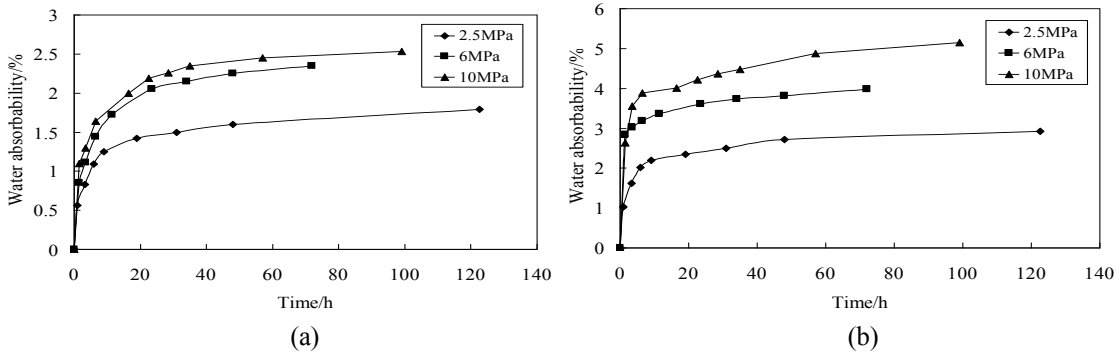 Water absorbability/%
3
2.5
2
1.5
1
0.5
0
0 20 40 60 80 100 120 140
Time/h
2.5MPa
6MPa
10MPa
(a)
Water absorbability/%
6
5
4
3
2
1
0
0 20 40 60 80 100 120 140
Time/h
2.5MPa
6MPa
10MPa
(b)